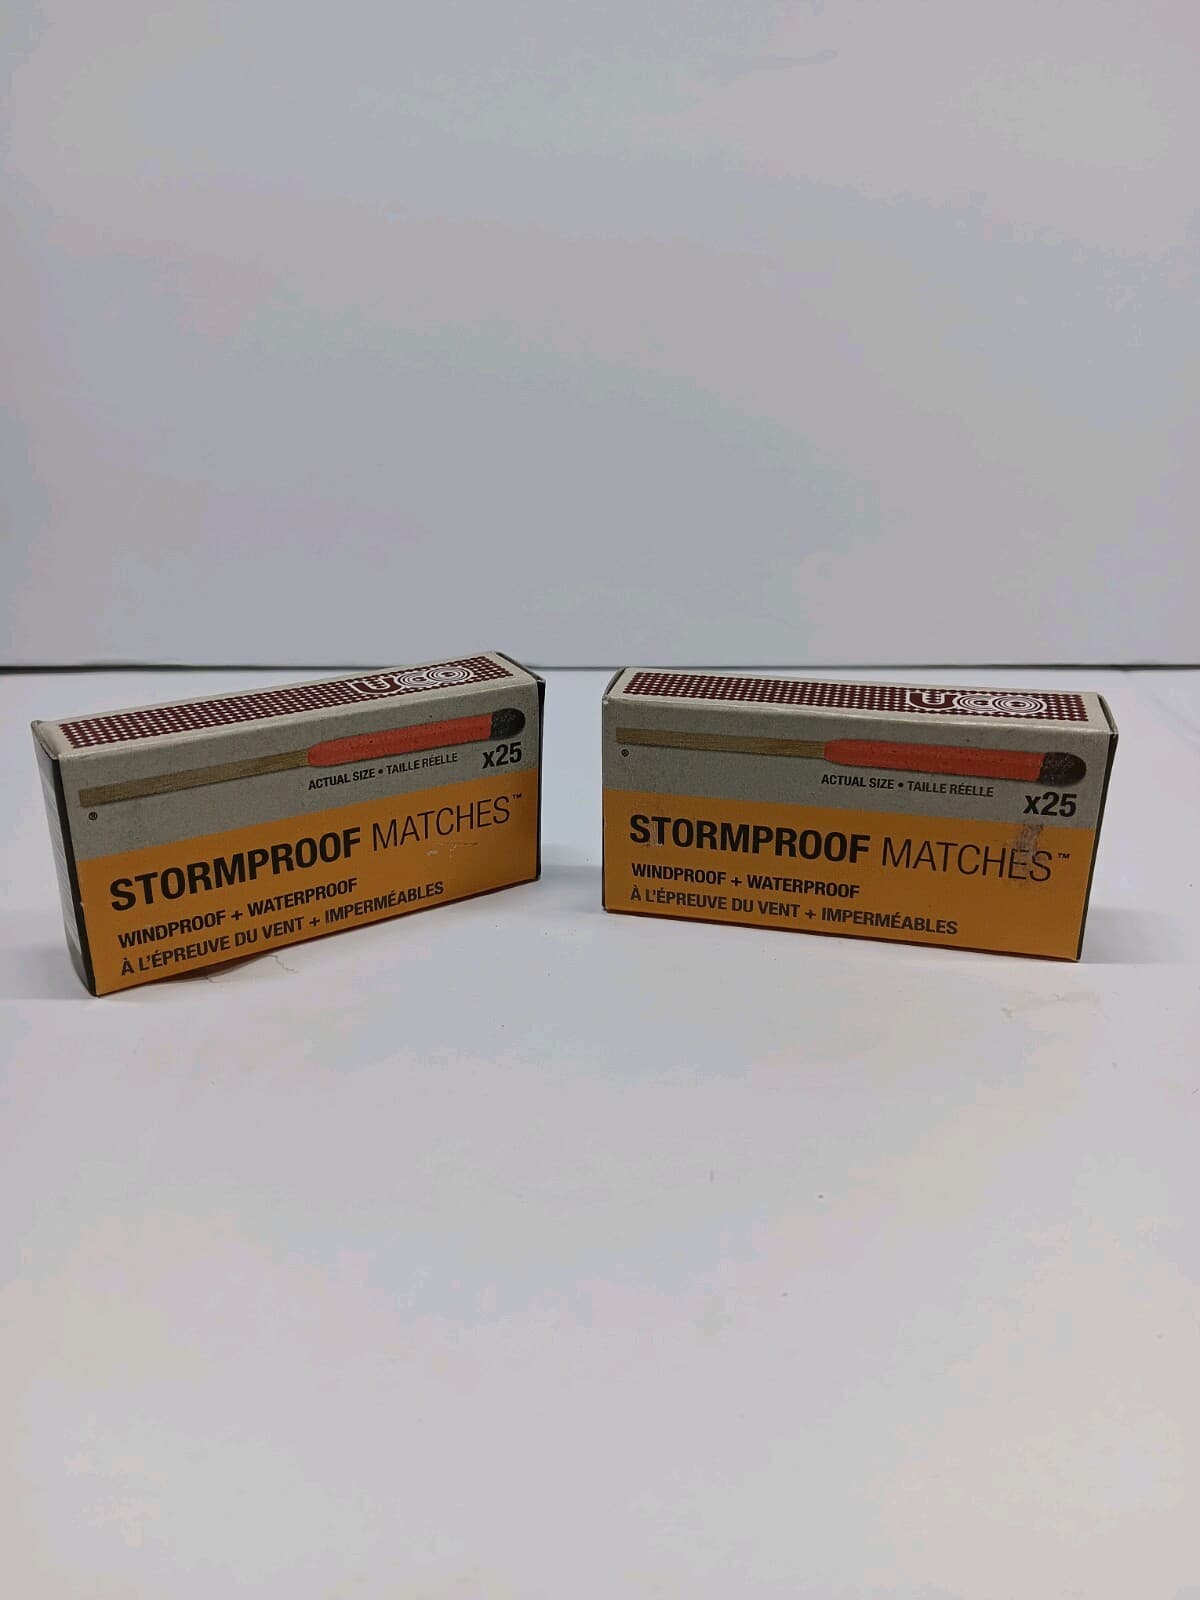 UCO
®
ACTUAL SIZE • TAILLE RÉELLE
x25
STORMPROOF MATCHES™
WINDPROOF + WATERPROOF
À L'ÉPREUVE DU VENT + IMPERMÉABLES
UCO
®
ACTUAL SIZE • TAILLE RÉELLE
x25
STORMPROOF MATCHES™
WINDPROOF + WATERPROOF
À L'ÉPREUVE DU VENT + IMPERMÉABLES